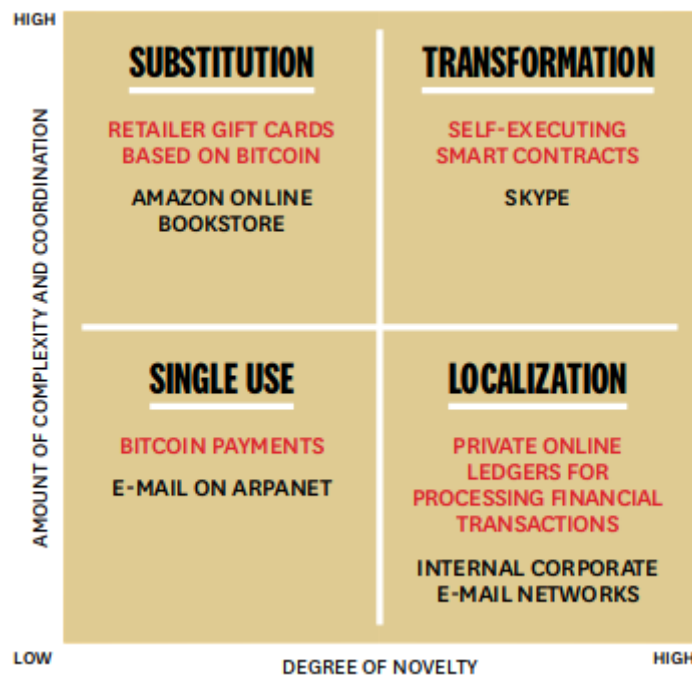 HIGH
AMOUNT OF COMPLEXITY AND COORDINATION
SUBSTITUTION
RETAILER GIFT CARDS
BASED ON BITCOIN
AMAZON ONLINE
BOOKSTORE
TRANSFORMATION
SELF-EXECUTING
SMART CONTRACTS
SKYPE
SINGLE USE
BITCOIN PAYMENTS
E-MAIL ON ARPANET
LOCALIZATION
PRIVATE ONLINE
LEDGERS FOR
PROCESSING FINANCIAL
TRANSACTIONS
INTERNAL CORPORATE
E-MAIL NETWORKS
LOW
DEGREE OF NOVELTY
HIGH